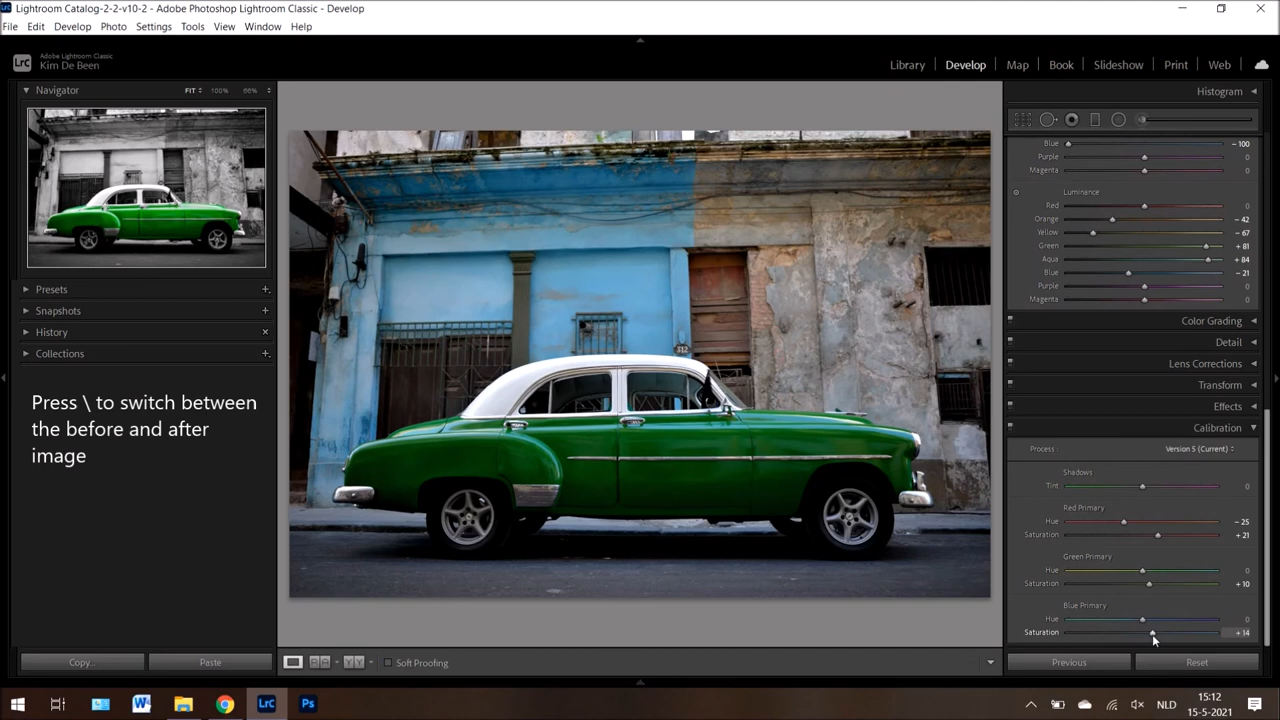 Lightroom Catalog-2-2-v10-2 - Adobe Photoshop Lightroom Classic - Develop
File Edit Develop Photo Settings Tools View Window Help
LrC Adobe Lightroom Classic
Kim De Been
Library Develop Map Book Slideshow Print Web
Navigator FIT 100% 66%
Presets
Snapshots
History
Collections
Press \ to switch between
the before and after
image
Copy... Paste
312
Soft Proofing
Histogram
Blue - 100
Purple 0
Magenta 0
Luminance
Red 0
Orange - 42
Yellow - 67
Green + 81
Aqua + 84
Blue - 21
Purple 0
Magenta 0
Color Grading
Detail
Lens Corrections
Transform
Effects
Calibration
Process : Version 5 (Current)
Shadows
Tint 0
Red Primary
Hue - 25
Saturation + 21
Green Primary
Hue 0
Saturation + 10
Blue Primary
Hue 0
Saturation + 14
Previous Reset
W LrC Ps
NLD
15:12
15-5-2021